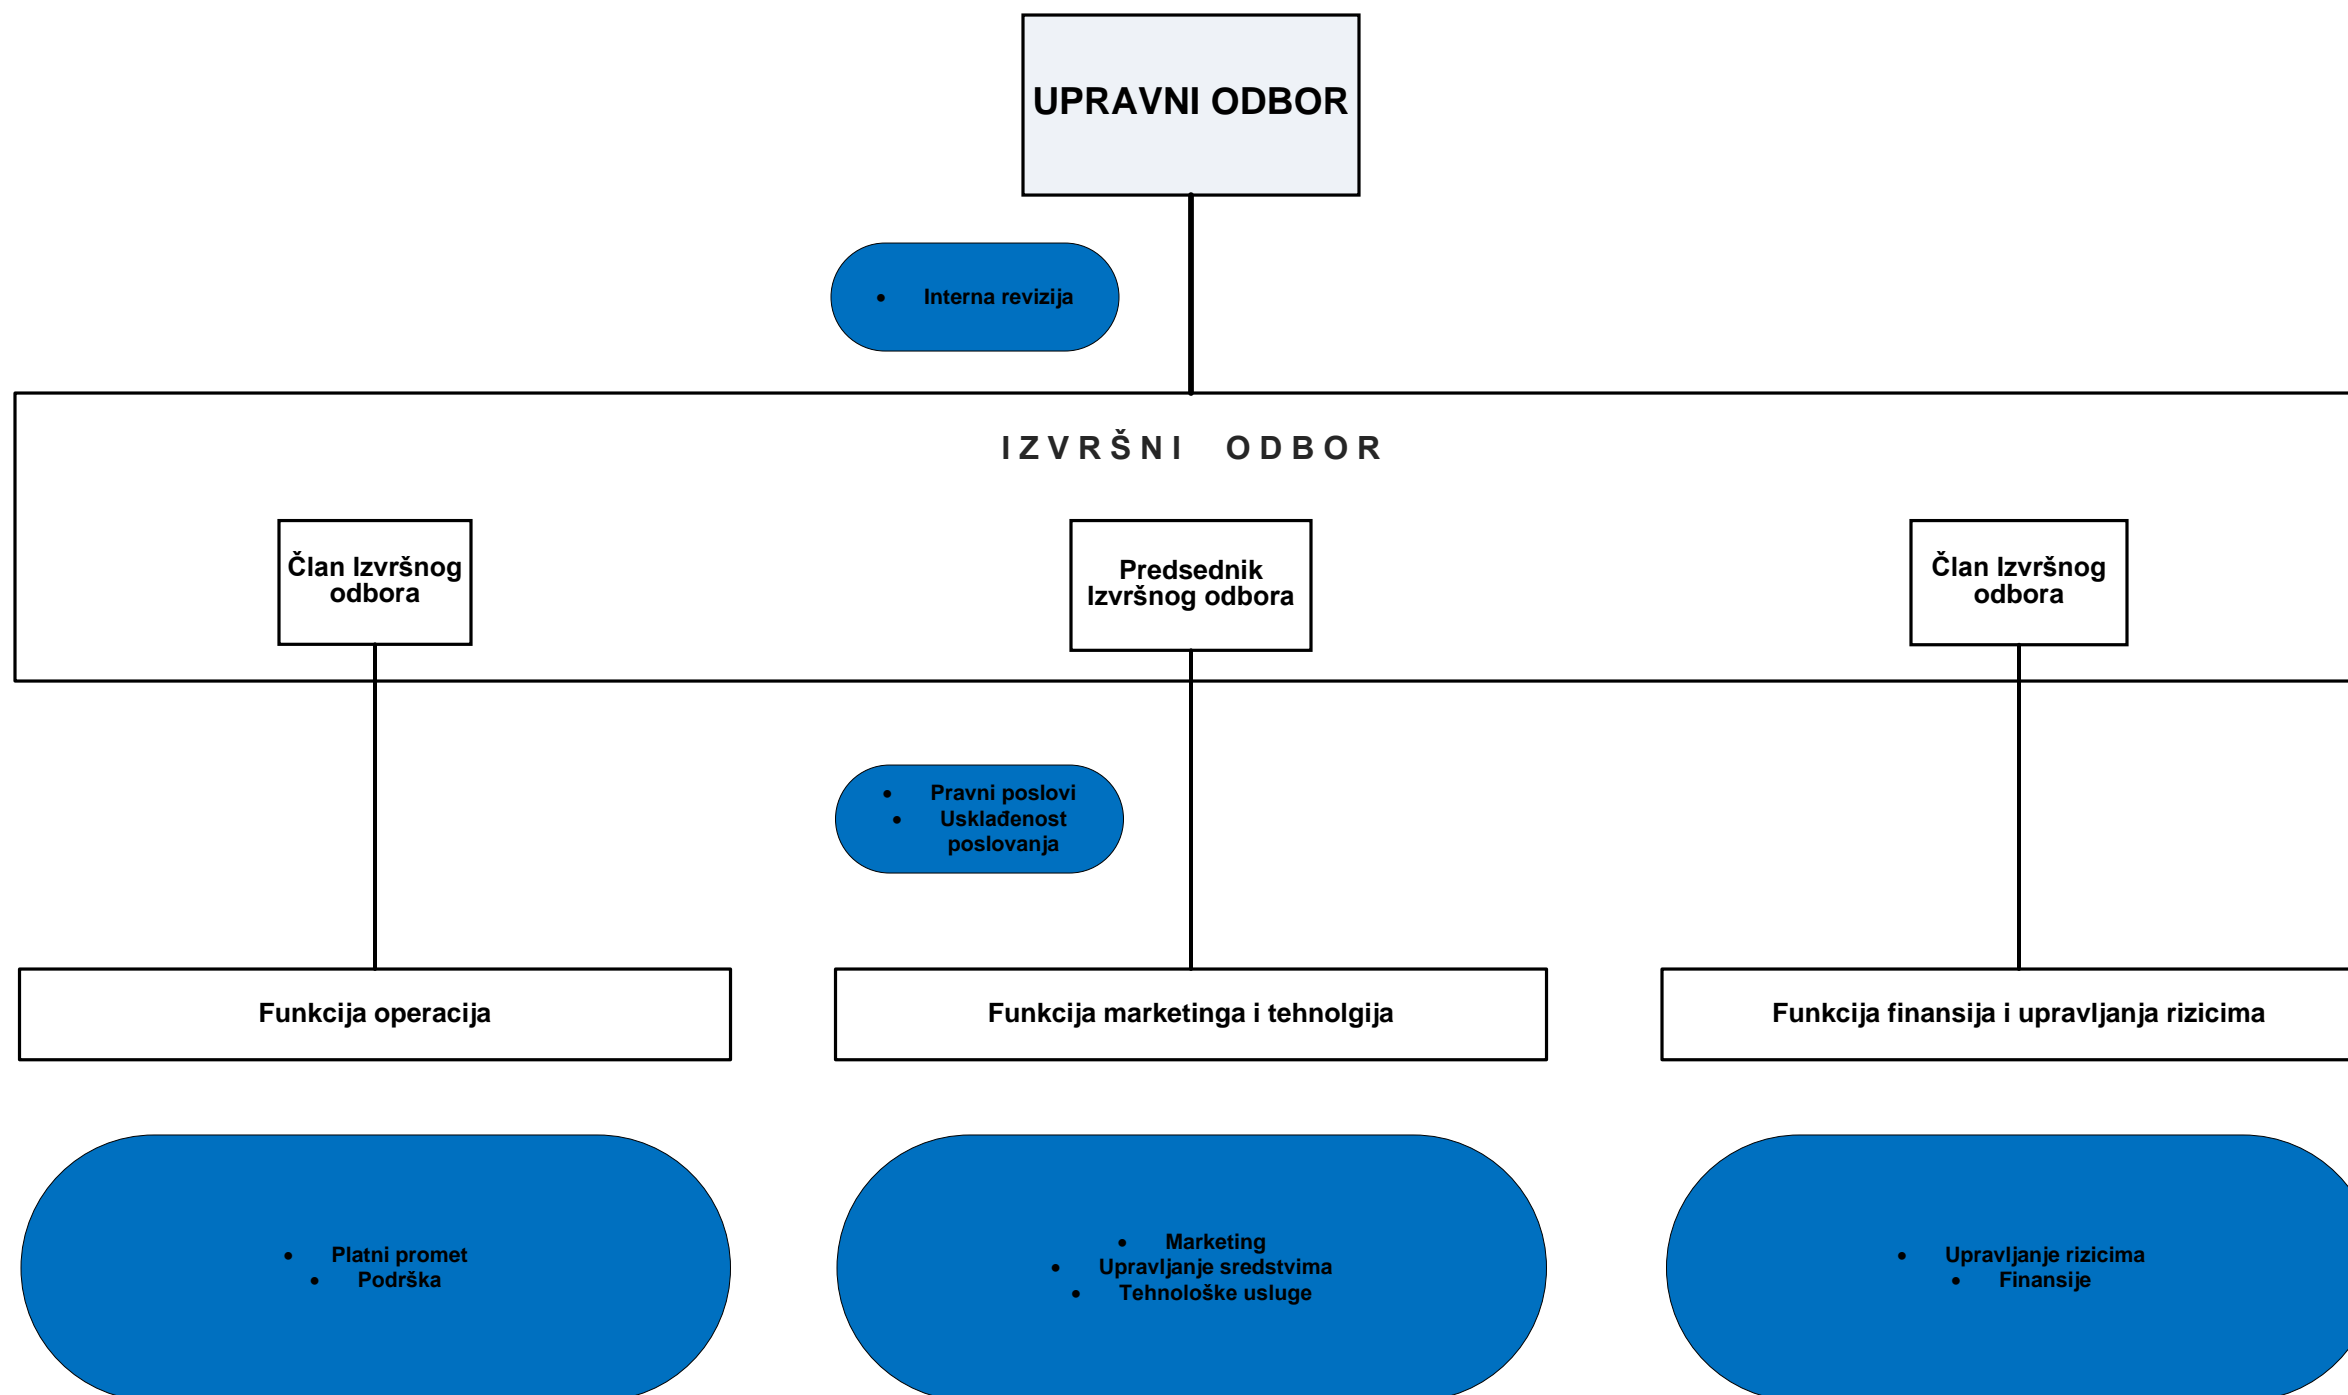 UPRAVNI ODBOR
• Interna revizija
IZVRŠNI ODBOR
Član Izvršnog
odbora
Predsednik
Izvršnog odbora
Član Izvršnog
odbora
• Pravni poslovi
• Usklađenost
poslovanja
Funkcija operacija
Funkcija marketinga i tehnolgija
Funkcija finansija i upravljanja rizicima
• Platni promet
• Podrška
• Marketing
• Upravljanje sredstvima
• Tehnološke usluge
• Upravljanje rizicima
• Finansije